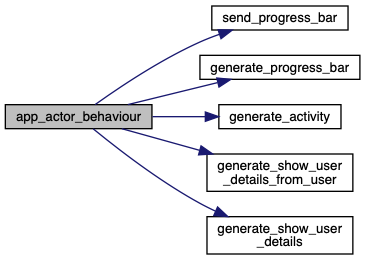 send_progress_bar
generate_progress_bar
app_actor_behaviour
generate_activity
generate_show_user
_details_from_user
generate_show_user
_details